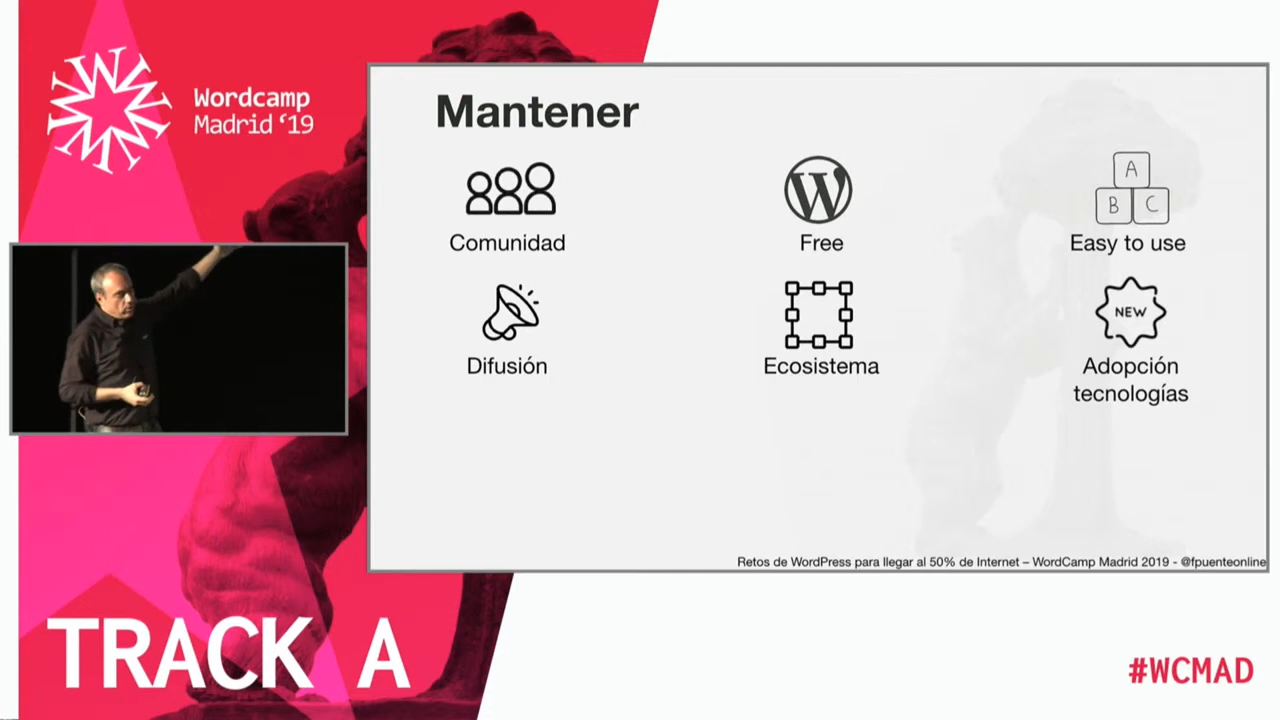 Wordcamp
Madrid '19
Mantener
Comunidad
Free
A
B C
Easy to use
Difusión
Ecosistema
NEW
Adopción
tecnologías
Retos de WordPress para llegar al 50% de Internet – WordCamp Madrid 2019 - @fpuenteonline
TRACK A
#WCMAD